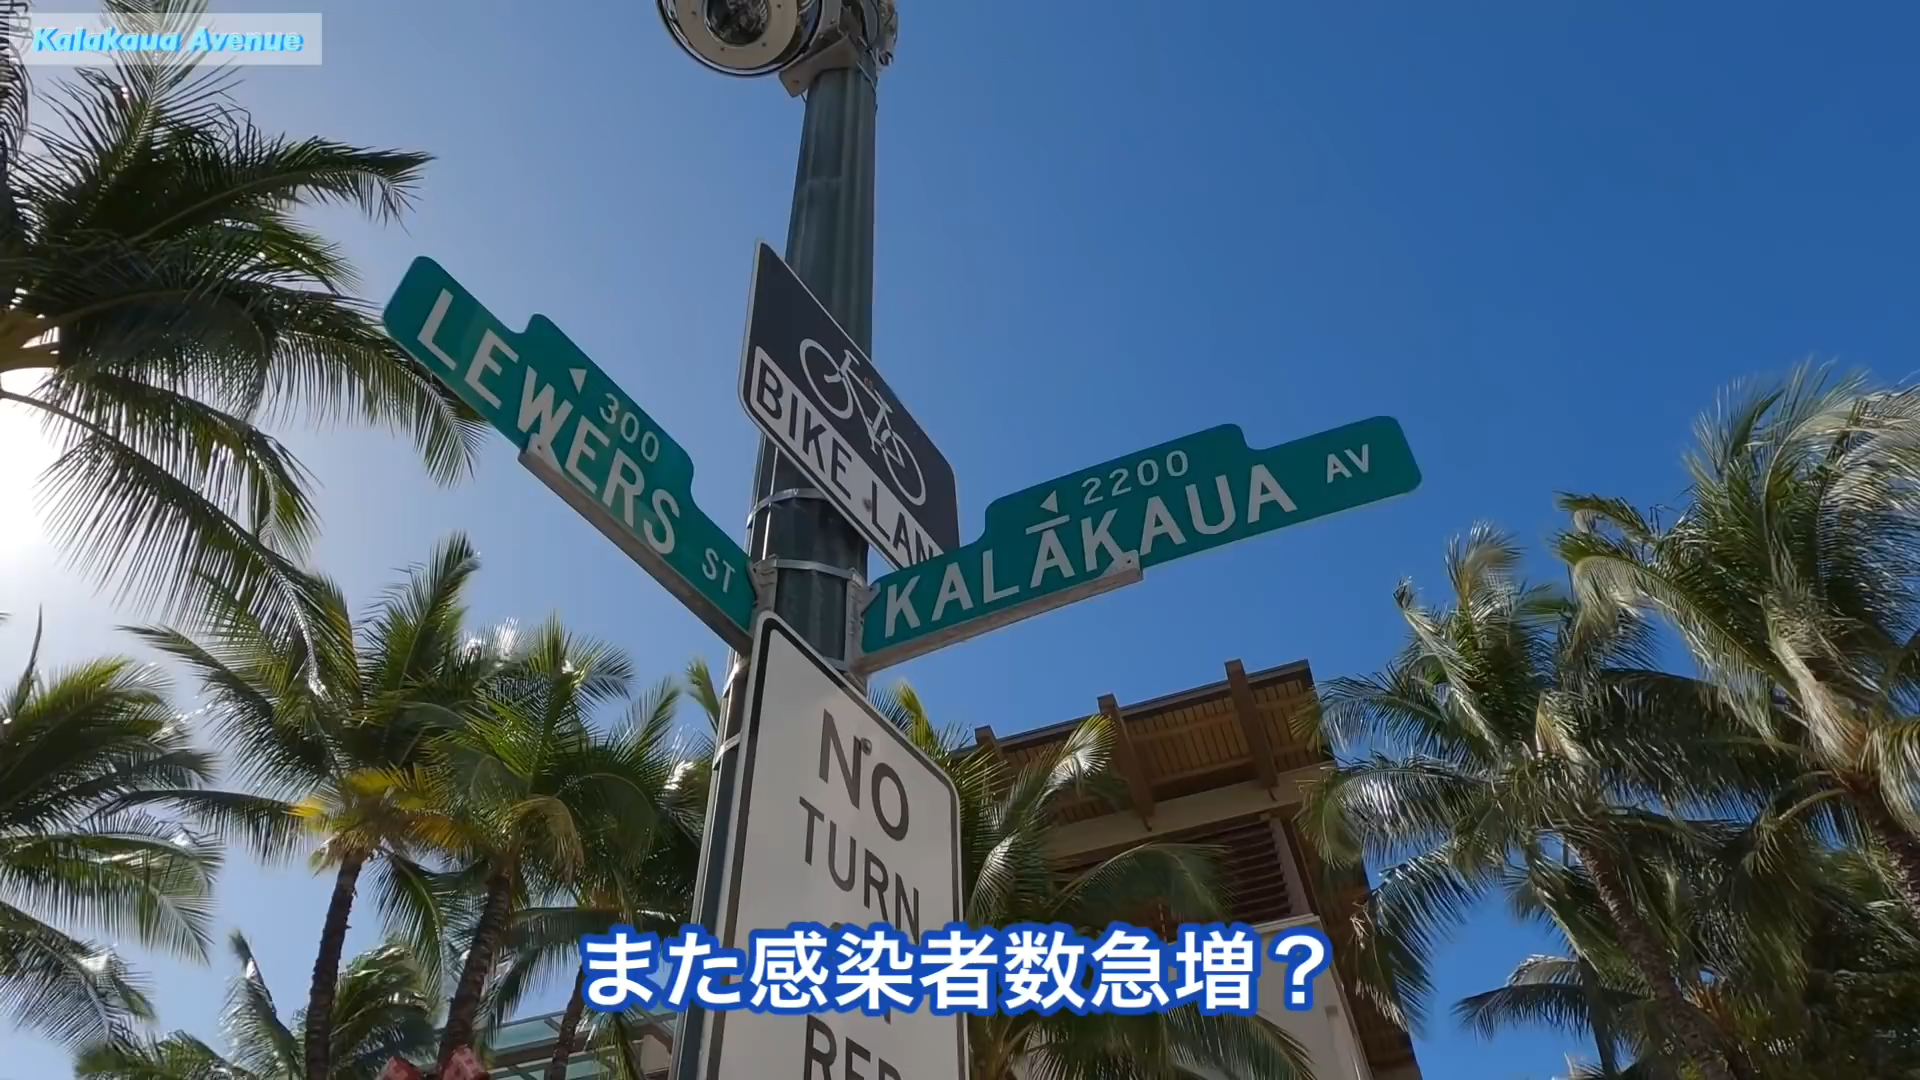 Kalakaua Avenue
300
LEWERS ST
BIKE LAN
2200
KALĀKAUA AV
NO
TURN
RED
また感染者数急増？